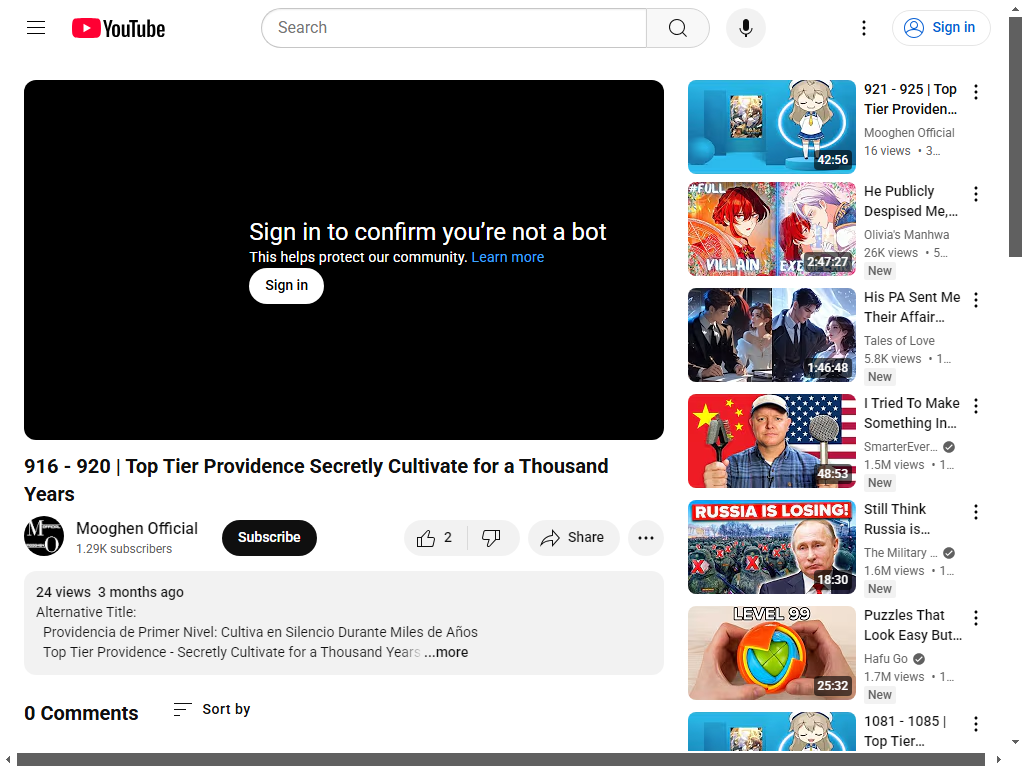 YouTube
Search
Sign in
Sign in to confirm you’re not a bot
This helps protect our community. Learn more
Sign in
916 - 920 | Top Tier Providence Secretly Cultivate for a Thousand
Years
Mooghen Official
1.29K subscribers
Subscribe
2
Share
24 views 3 months ago
Alternative Title:
Providencia de Primer Nivel: Cultiva en Silencio Durante Miles de Años
Top Tier Providence - Secretly Cultivate for a Thousand Years ...more
0 Comments
Sort by
42:56
921 - 925 | Top
Tier Providen...
Mooghen Official
16 views • 3...
#FULL
VILLAIN
2:47:27
He Publicly
Despised Me,...
Olivia's Manhwa
26K views • 5...
New
1:46:48
His PA Sent Me
Their Affair...
Tales of Love
5.8K views • 1...
New
48:53
I Tried To Make
Something In...
SmarterEver...
1.5M views • 1...
New
RUSSIA IS LOSING!
18:30
Still Think
Russia is...
The Military ...
1.6M views • 1...
New
LEVEL 99
25:32
Puzzles That
Look Easy But...
Hafu Go
1.7M views • 1...
New
1081 - 1085 |
Top Tier...